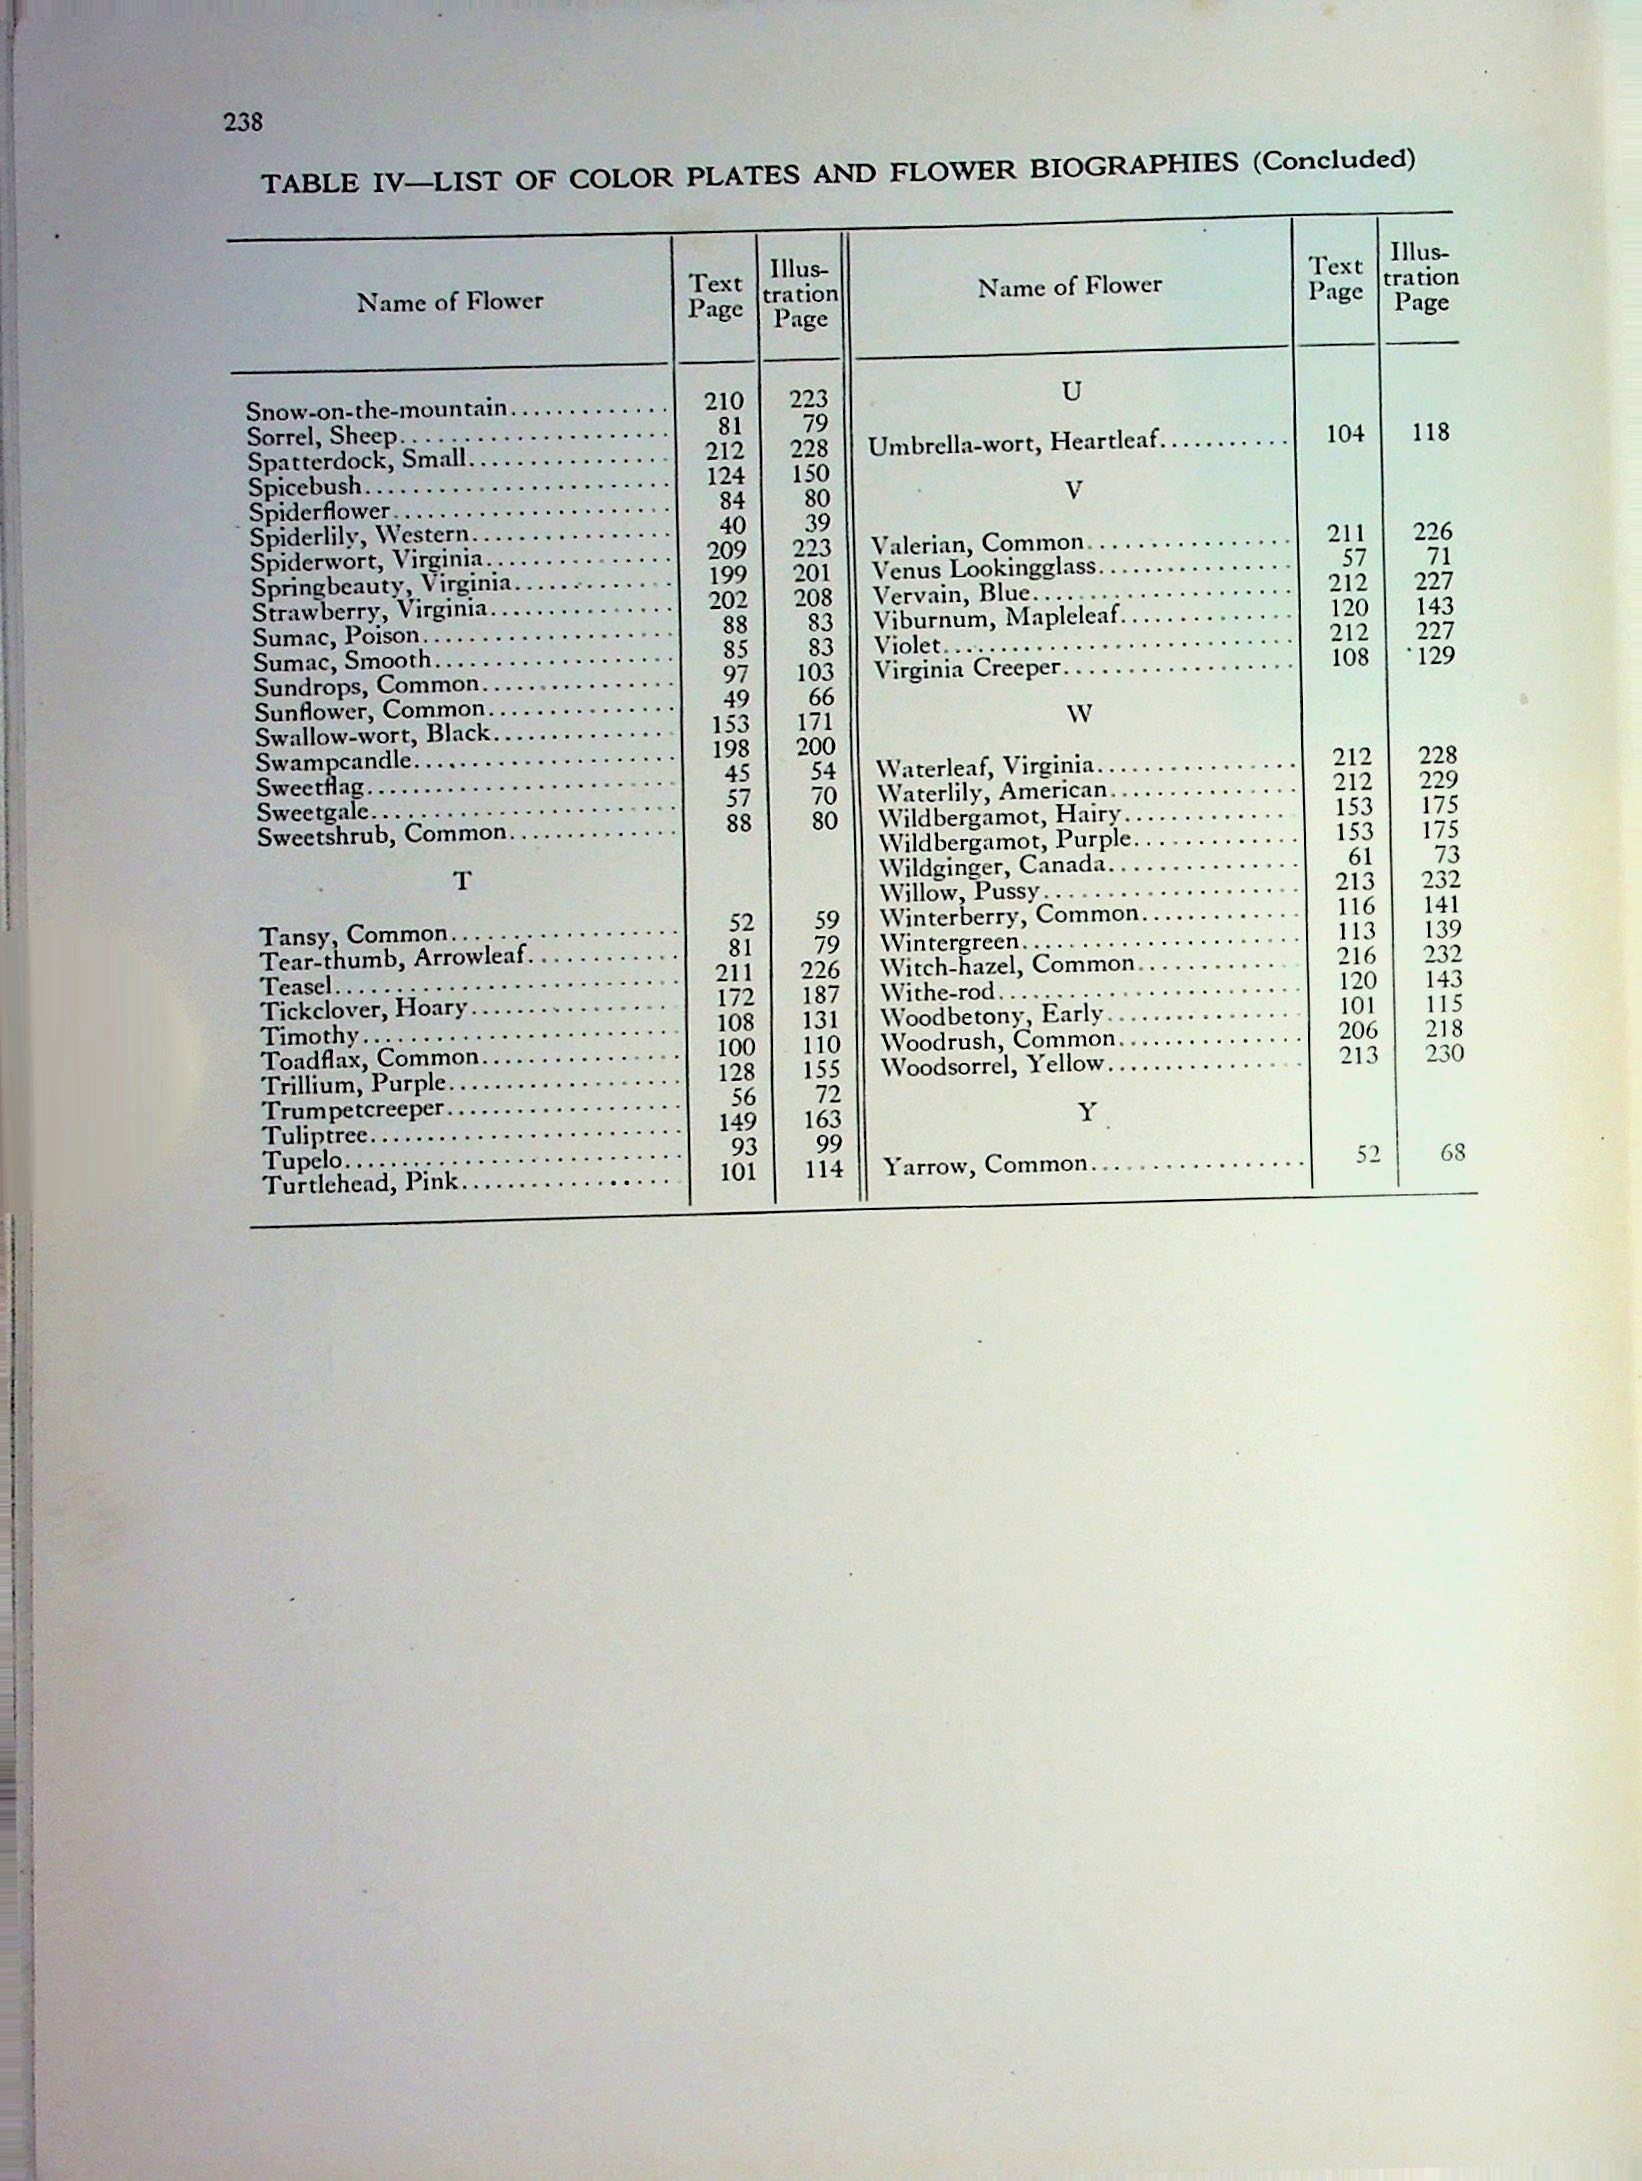 238
TABLE IV—LIST OF COLOR PLATES AND FLOWER BIOGRAPHIES (Concluded)
Name of Flower
Text Page
Illus-tration Page
Snow-on-the-mountain 210 223
Sorrel, Sheep 81 79
Spatterdock, Small 212 228
Spicebush 124 150
Spiderflower 84 80
Spiderlily, Western 40 39
Spiderwort, Virginia 209 223
Springbeauty, Virginia 199 201
Strawberry, Virginia 202 208
Sumac, Poison 88 83
Sumac, Smooth 85 83
Sundrops, Common 97 103
Sunflower, Common 49 66
Swallow-wort, Black 153 171
Swampcandle 198 200
Sweetflag 45 54
Sweetgale 57 70
Sweetshrub, Common 88 80
T
Tansy, Common 52 59
Tear-thumb, Arrowleaf 81 79
Teasel 211 226
Tickclover, Hoary 172 187
Timothy 108 131
Toadflax, Common 100 110
Trillium, Purple 128 155
Trumpetcreeper 56 72
Tuliptree 149 163
Tupelo 93 99
Turtlehead, Pink 101 114
Name of Flower
Text Page
Illus-tration Page
U
Umbrella-wort, Heartleaf 104 118
V
Valerian, Common 211 226
Venus Lookingglass 57 71
Vervain, Blue 212 227
Viburnum, Mapleleaf 120 143
Violet 212 227
Virginia Creeper 108 129
W
Waterleaf, Virginia 212 228
Waterlily, American 212 229
Wildbergamot, Hairy 153 175
Wildbergamot, Purple 153 175
Wildginger, Canada 61 73
Willow, Pussy 213 232
Winterberry, Common 116 141
Wintergreen 113 139
Witch-hazel, Common 216 232
Withe-rod 120 143
Woodbetony, Early 101 115
Woodrush, Common 206 218
Woodsorrel, Yellow 213 230
Y
Yarrow, Common 52 68